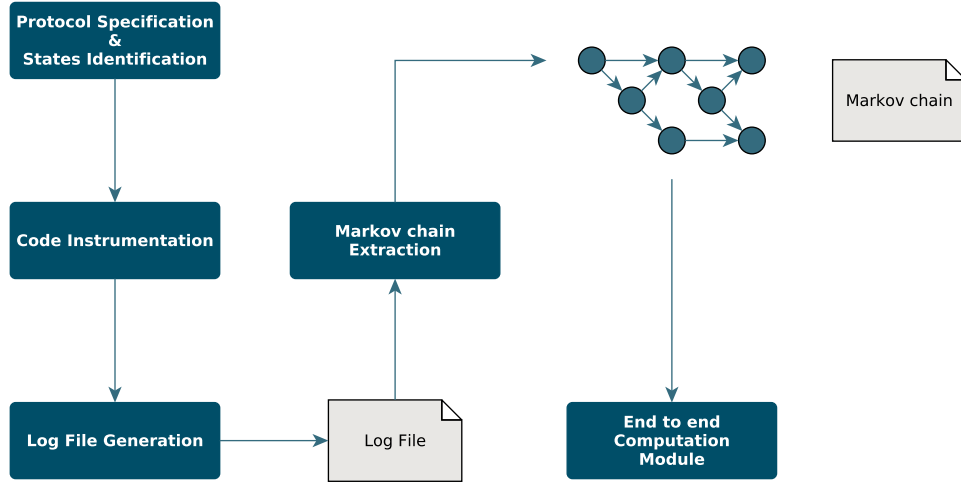 Protocol Specification
&
States Identification
Markov chain
Code Instrumentation
Markov chain
Extraction
Log File Generation
Log File
End to end
Computation
Module